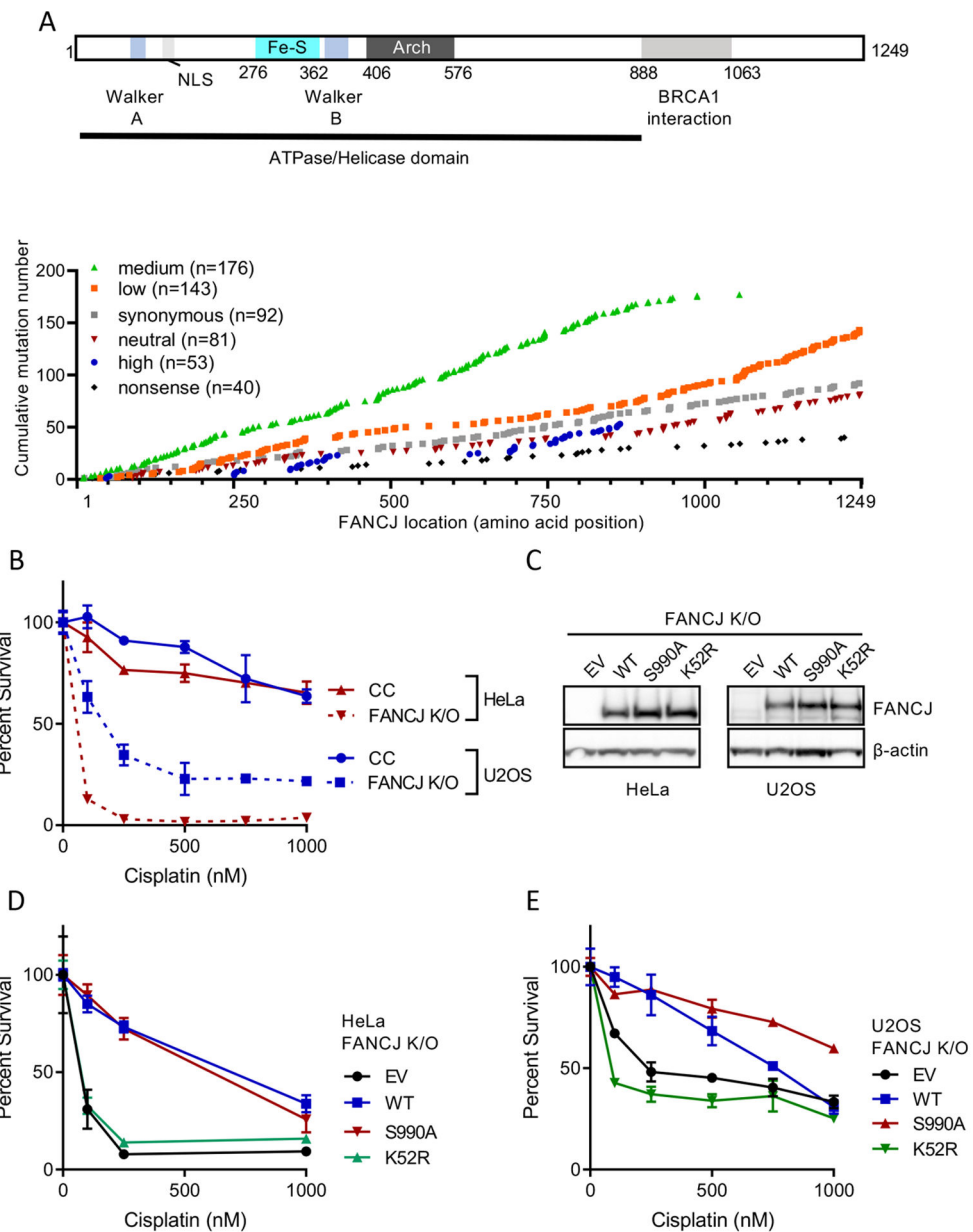 A
1 Fe-S Arch 1249
NLS 276 362 406 576 888 1063
Walker A
Walker B
BRCA1 interaction
ATPase/Helicase domain
Cumulative mutation number
200
150
100
50
0
medium (n=176)
low (n=143)
synonymous (n=92)
neutral (n=81)
high (n=53)
nonsense (n=40)
1 250 500 750 1000 1249
FANCJ location (amino acid position)
B
Percent Survival
100
50
0
0 500 1000
Cisplatin (nM)
CC
FANCJ K/O
HeLa
CC
FANCJ K/O
U2OS
C
FANCJ K/O
EV WT S990A K52R EV WT S990A K52R
FANCJ
β-actin
HeLa U2OS
D
Percent Survival
100
50
0
0 500 1000
Cisplatin (nM)
HeLa
FANCJ K/O
EV
WT
S990A
K52R
E
Percent Survival
100
50
0
0 500 1000
Cisplatin (nM)
U2OS
FANCJ K/O
EV
WT
S990A
K52R